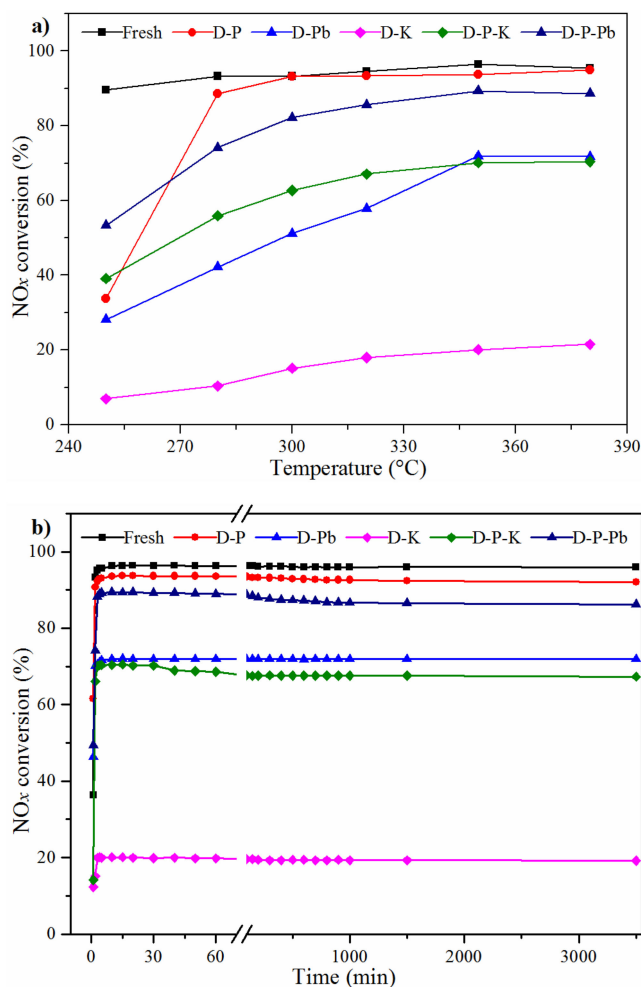 a)
Fresh D-P D-Pb D-K D-P-K D-P-Pb
100
80
60
40
20
0
NOx conversion (%)
240 270 300 330 360 390
Temperature (°C)
b)
Fresh D-P D-Pb D-K D-P-K D-P-Pb
100
80
60
40
20
0
NOx conversion (%)
0 30 60 1000 2000 3000
Time (min)